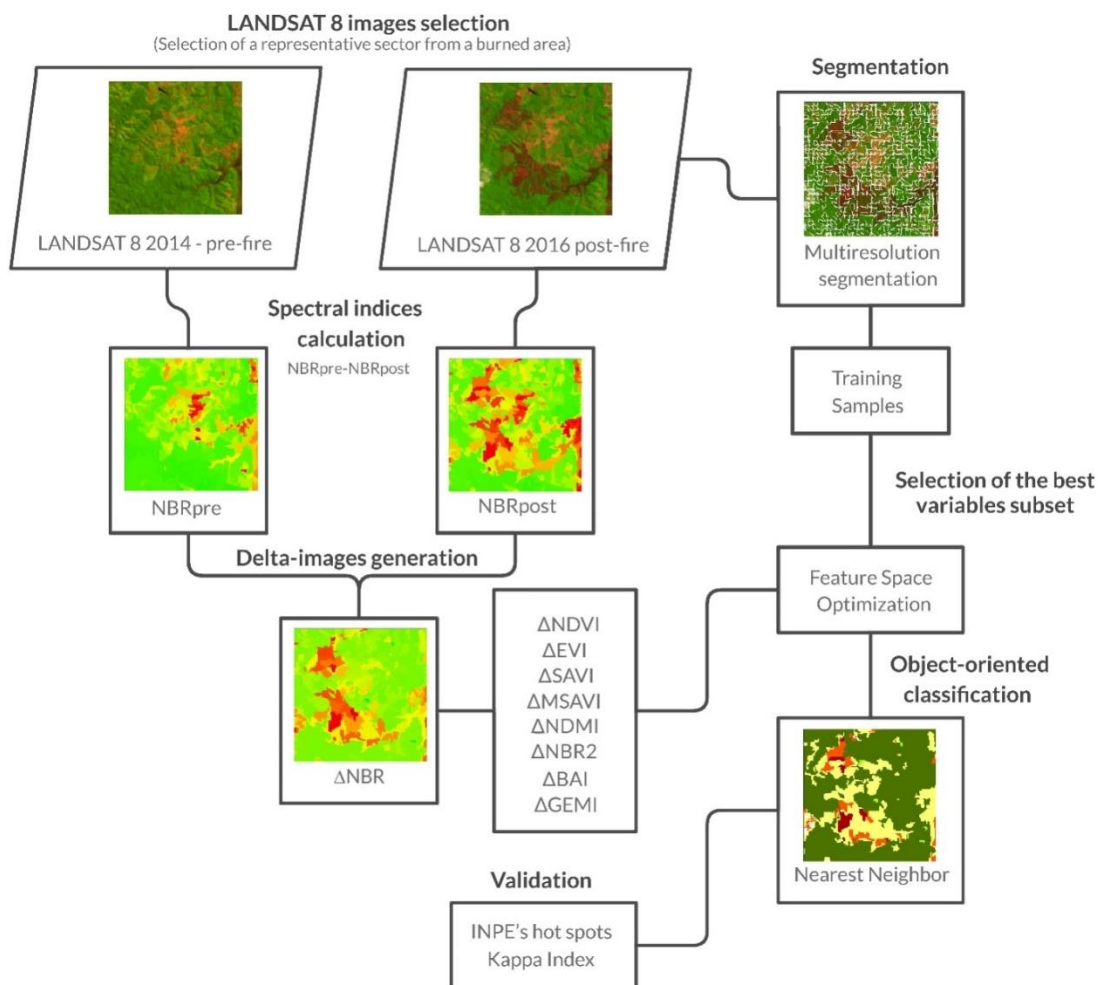 LANDSAT 8 images selection
(Selection of a representative sector from a burned area)
LANDSAT 8 2014 - pre-fire
LANDSAT 8 2016 post-fire
Segmentation
Multiresolution
segmentation
Spectral indices
calculation
NBRpre-NBRpost
NBRpre
NBRpost
Training
Samples
Selection of the best
variables subset
Delta-images generation
ΔNBR
ΔNDVI
ΔEVI
ΔSAVI
ΔMSAVI
ΔNDMI
ΔNBR2
ΔBAI
ΔGEMI
Feature Space
Optimization
Object-oriented
classification
Nearest Neighbor
Validation
INPE's hot spots
Kappa Index